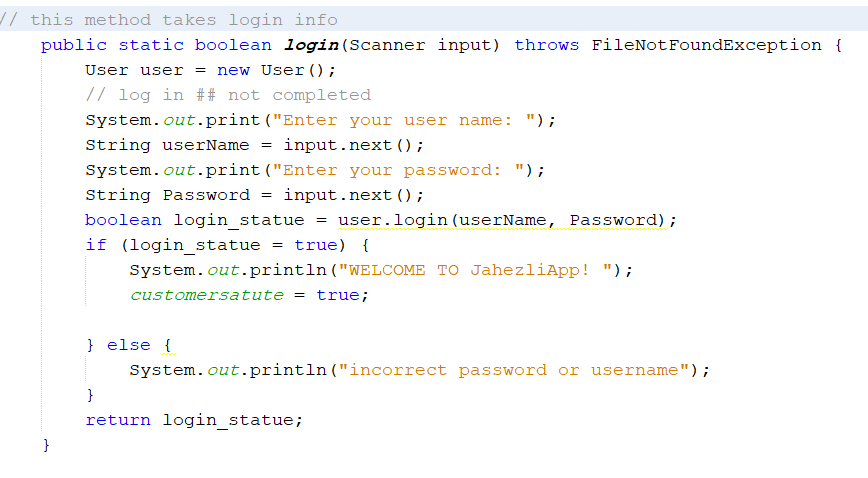 // this method takes login info
public static boolean login(Scanner input) throws FileNotFoundException {
User user = new User();
// log in ## not completed
System.out.print("Enter your user name: ");
String userName = input.next();
System.out.print("Enter your password: ");
String Password = input.next();
boolean login_statue = user.login(userName, Password);
if (login_statue = true) {
System.out.println("WELCOME TO JahezliApp! ");
customersatute = true;
} else {
System.out.println("incorrect password or username");
}
return login_statue;
}